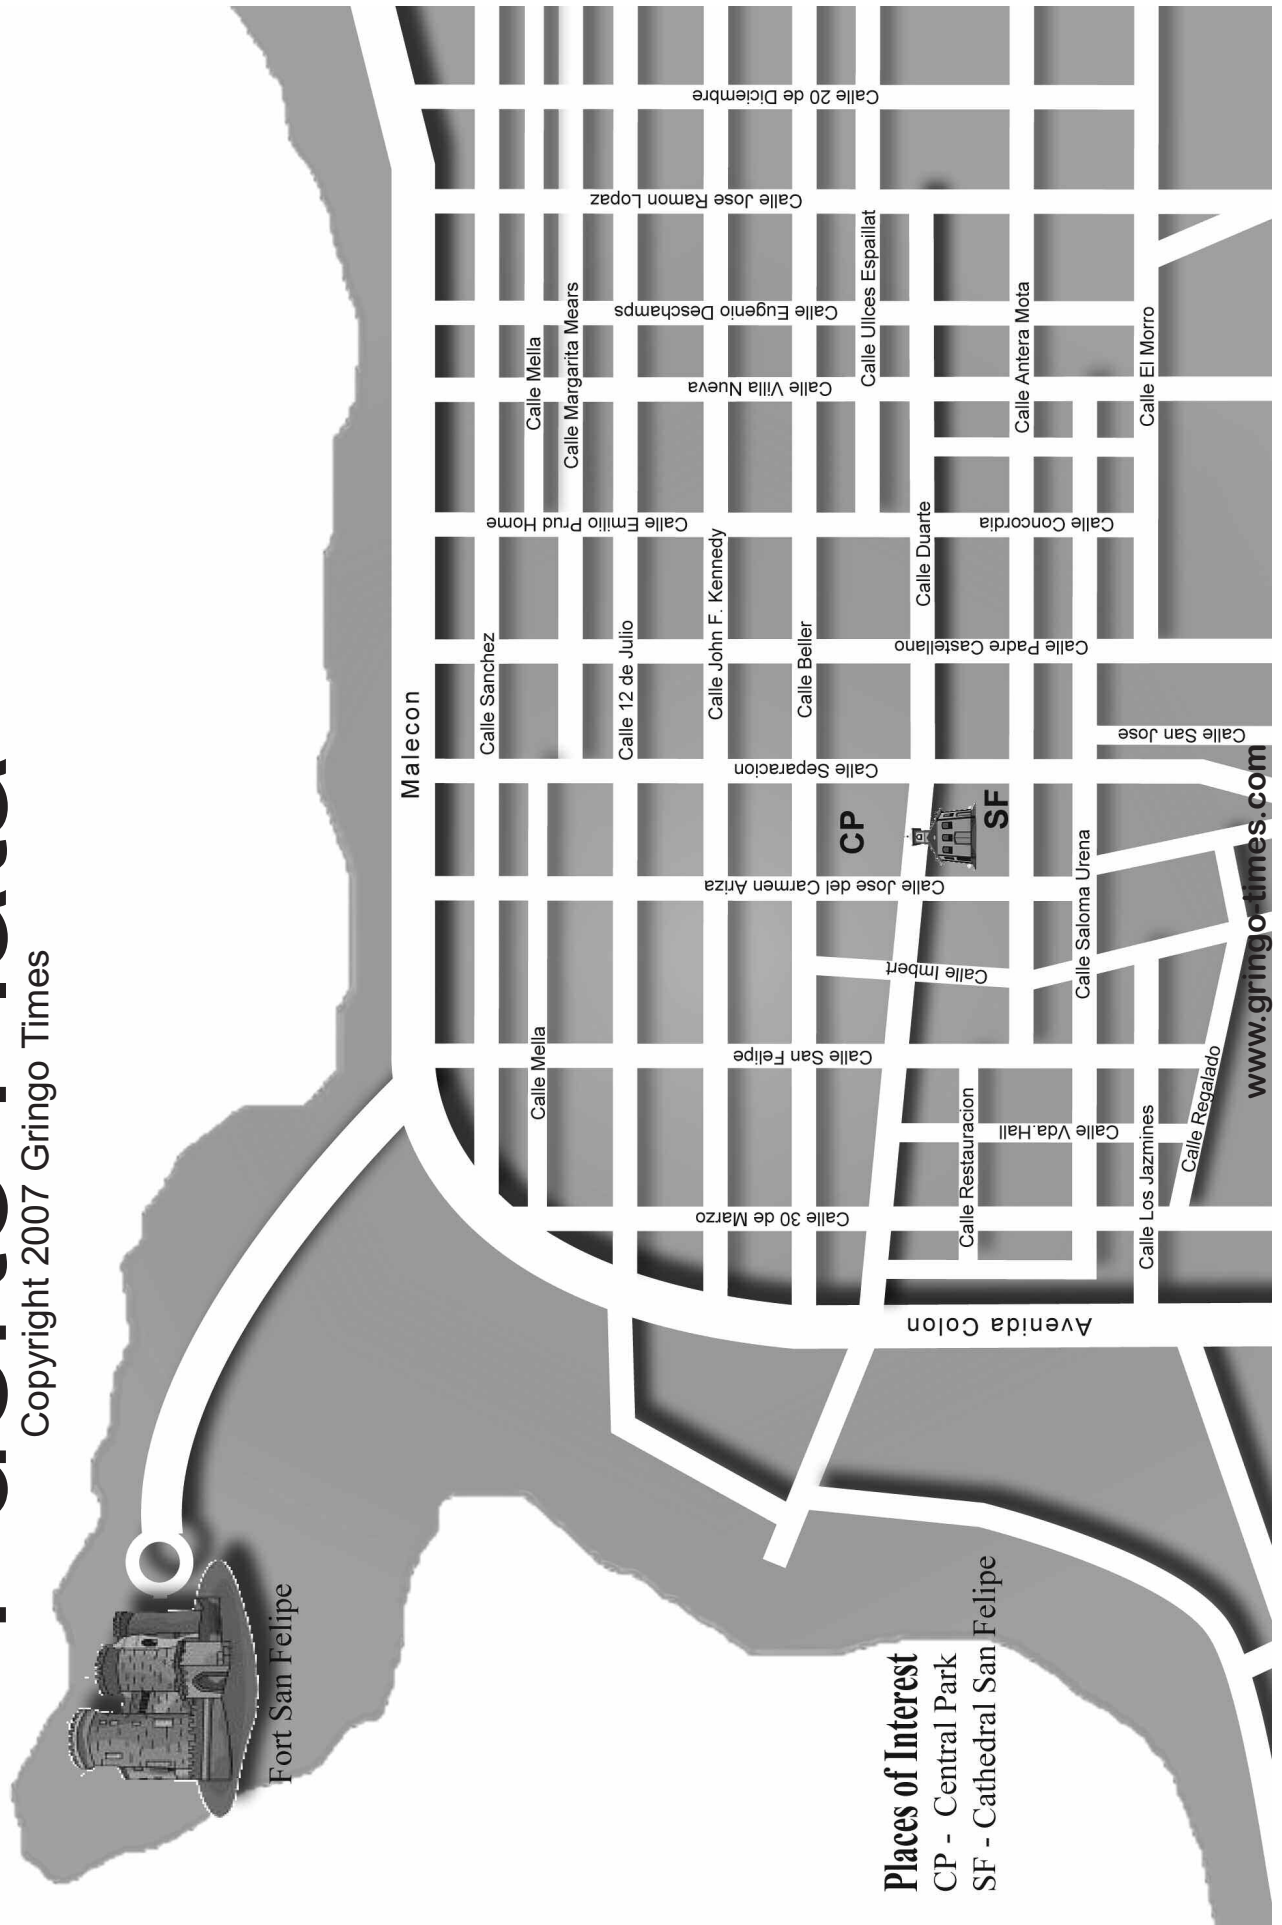 Copyright 2007 Gringo Times
Fort San Felipe
Malecon
Calle Sanchez
Calle Mella
Calle Mella
Calle Margarita Mears
Calle 12 de Julio
Calle John F. Kennedy
Calle Beller
Calle Ulices Espaillat
Calle Duarte
Calle Antera Mota
Calle Saloma Urena
Calle El Morro
Calle Restauracion
Calle Los Jazmines
Calle Regalado
Avenida Colon
Calle 30 de Marzo
Calle Vda.Hall
Calle San Felipe
Calle Imbert
Calle Jose del Carmen Ariza
Calle Separacion
Calle San Jose
Calle Padre Castellano
Calle Emilio Prud Home
Calle Concordia
Calle Villa Nueva
Calle Eugenio Deschamps
Calle Jose Ramon Lopaz
Calle 20 de Diciembre
CP
SF
Places of Interest
CP - Central Park
SF - Cathedral San Felipe
www.gringo-times.com